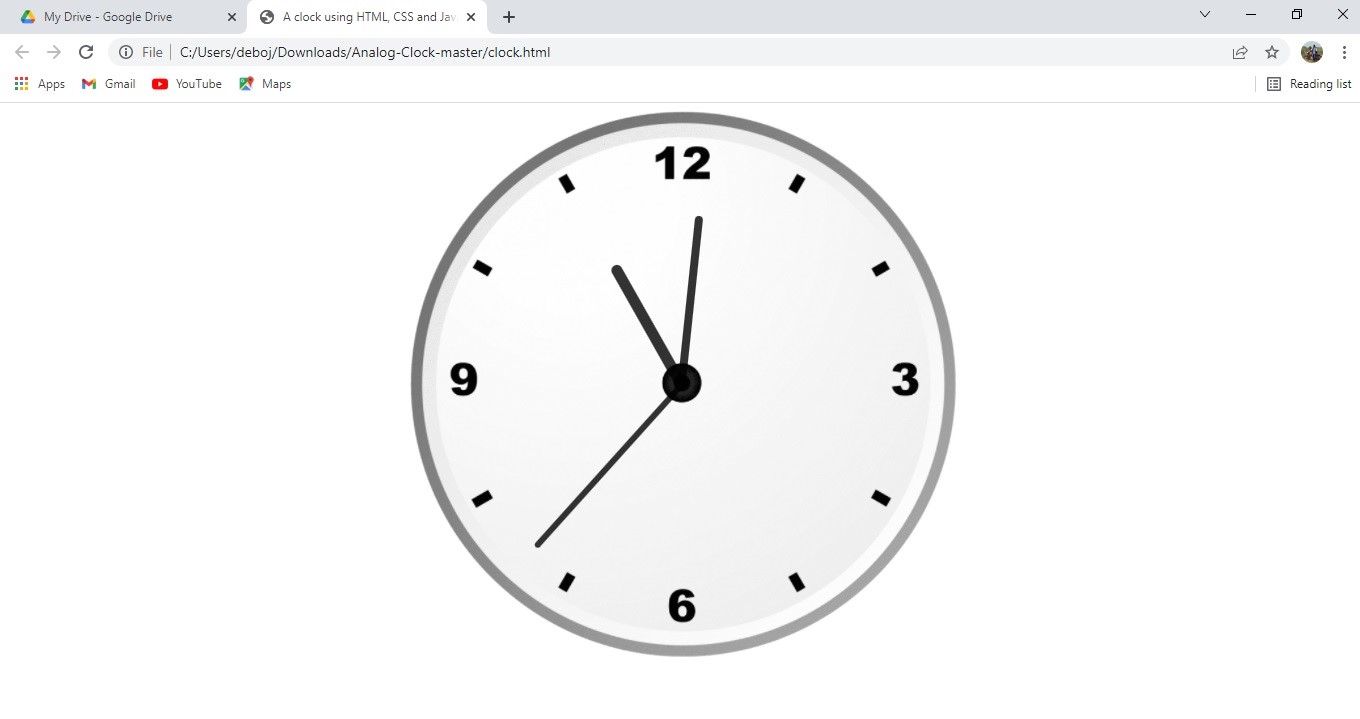 My Drive - Google Drive
A clock using HTML, CSS and Jav
File C:/Users/deboj/Downloads/Analog-Clock-master/clock.html
Apps Gmail YouTube Maps Reading list
12
9 3
6